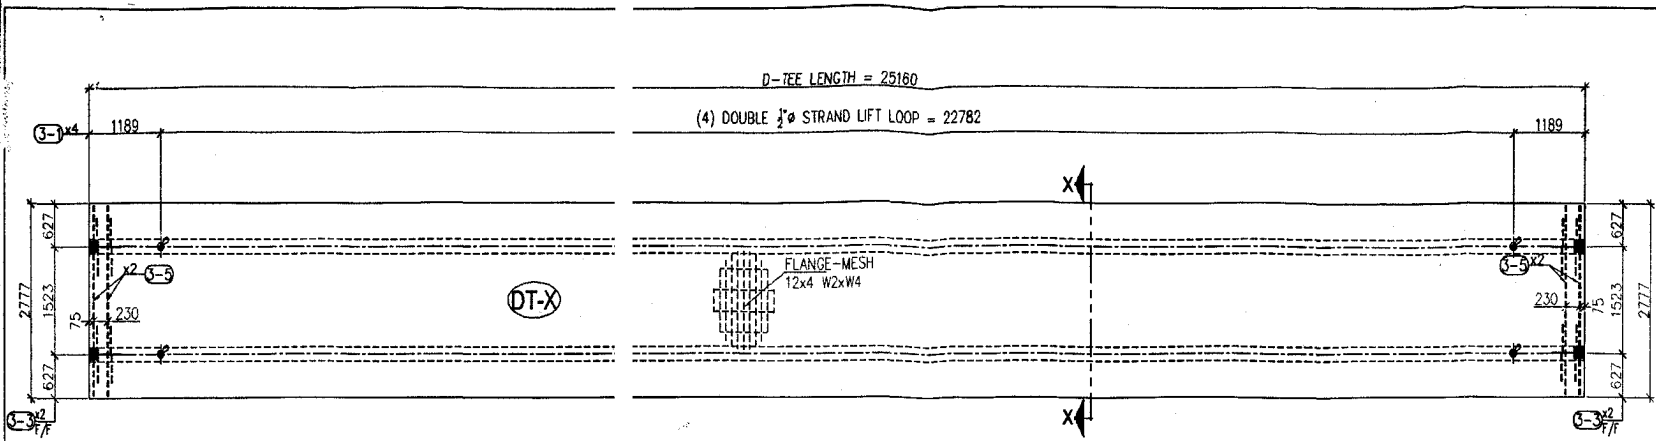 D-TEE LENGTH = 25160
(4) DOUBLE ½"ø STRAND LIFT LOOP = 22782
3-1 x4
1189
1189
X
627
627
FLANGE-MESH
12x4 W2xW4
x2 3-5
3-5 x2
DT-X
2777
1523
75
230
230
75
1523
2777
627
627
X
3-3 x2
F/F
3-3 x2
F/F